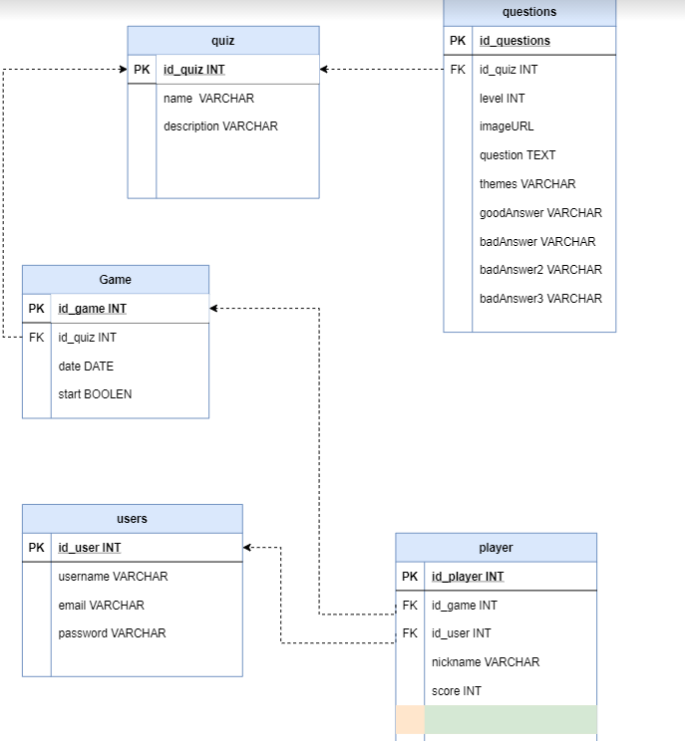 quiz
PK id_quiz INT
name VARCHAR
description VARCHAR
questions
PK id_questions
FK id_quiz INT
level INT
imageURL
question TEXT
themes VARCHAR
goodAnswer VARCHAR
badAnswer VARCHAR
badAnswer2 VARCHAR
badAnswer3 VARCHAR
Game
PK id_game INT
FK id_quiz INT
date DATE
start BOOLEN
users
PK id_user INT
username VARCHAR
email VARCHAR
password VARCHAR
player
PK id_player INT
FK id_game INT
FK id_user INT
nickname VARCHAR
score INT